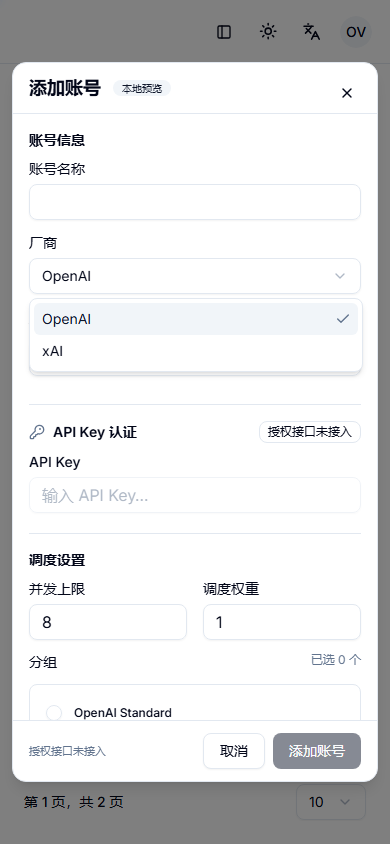 OV
添加账号 本地预览
账号信息
账号名称
厂商
OpenAI
OpenAI
xAI
API Key 认证 授权接口未接入
API Key
输入 API Key...
调度设置
并发上限 调度权重
8 1
分组 已选 0 个
OpenAI Standard
授权接口未接入 取消 添加账号
第 1 页，共 2 页 10